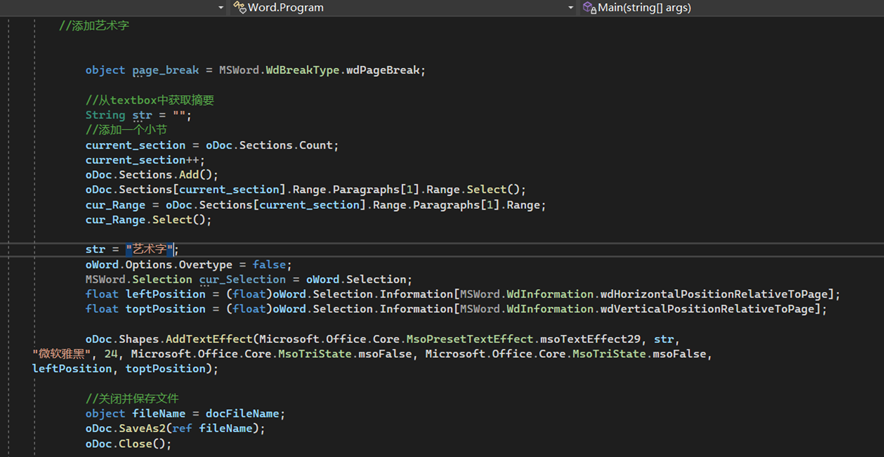 Word.Program Main(string[] args)
//添加艺术字
object page_break = MSWord.WdBreakType.wdPageBreak;
//从textbox中获取摘要
String str = "";
//添加一个小节
current_section = oDoc.Sections.Count;
current_section++;
oDoc.Sections.Add();
oDoc.Sections[current_section].Range.Paragraphs[1].Range.Select();
cur_Range = oDoc.Sections[current_section].Range.Paragraphs[1].Range;
cur_Range.Select();
str = "艺术字";
oWord.Options.Overtype = false;
MSWord.Selection cur_Selection = oWord.Selection;
float leftPosition = (float)oWord.Selection.Information[MSWord.WdInformation.wdHorizontalPositionRelativeToPage];
float toptPosition = (float)oWord.Selection.Information[MSWord.WdInformation.wdVerticalPositionRelativeToPage];
oDoc.Shapes.AddTextEffect(Microsoft.Office.Core.MsoPresetTextEffect.msoTextEffect29, str,
"微软雅黑", 24, Microsoft.Office.Core.MsoTriState.msoFalse, Microsoft.Office.Core.MsoTriState.msoFalse,
leftPosition, toptPosition);
//关闭并保存文件
object fileName = docFileName;
oDoc.SaveAs2(ref fileName);
oDoc.Close();